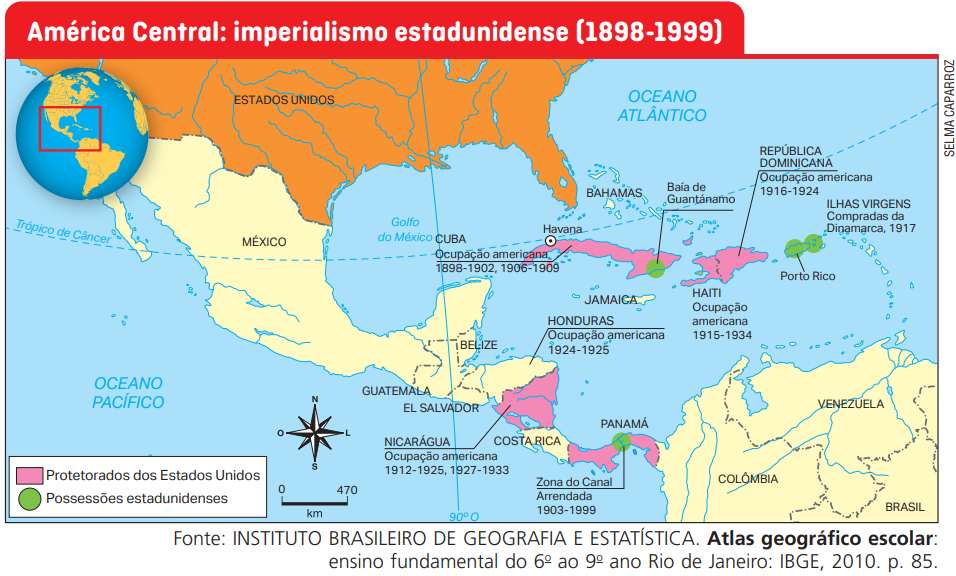 América Central: imperialismo estadunidense (1898-1999)
SELMA CAPARROZ
ESTADOS UNIDOS
OCEANO
ATLÂNTICO
REPÚBLICA
DOMINICANA
Ocupação americana
1916-1924
BAHAMAS
Baía de
Guantánamo
ILHAS VIRGENS
Compradas da
Dinamarca, 1917
Trópico de Câncer
MÉXICO
Golfo
do México
Havana
CUBA
Ocupação americana
1898-1902, 1906-1909
Porto Rico
JAMAICA
HAITI
Ocupação
americana
1915-1934
HONDURAS
Ocupação americana
1924-1925
BELIZE
OCEANO
PACÍFICO
GUATEMALA
EL SALVADOR
VENEZUELA
N
O
L
S
NICARÁGUA
Ocupação americana
1912-1925, 1927-1933
COSTA RICA
PANAMÁ
Zona do Canal
Arrendada
1903-1999
COLÔMBIA
BRASIL
Protetorados dos Estados Unidos
Possessões estadunidenses
0 470
km
90º O
Fonte: INSTITUTO BRASILEIRO DE GEOGRAFIA E ESTATÍSTICA. Atlas geográfico escolar:
ensino fundamental do 6º ao 9º ano Rio de Janeiro: IBGE, 2010. p. 85.